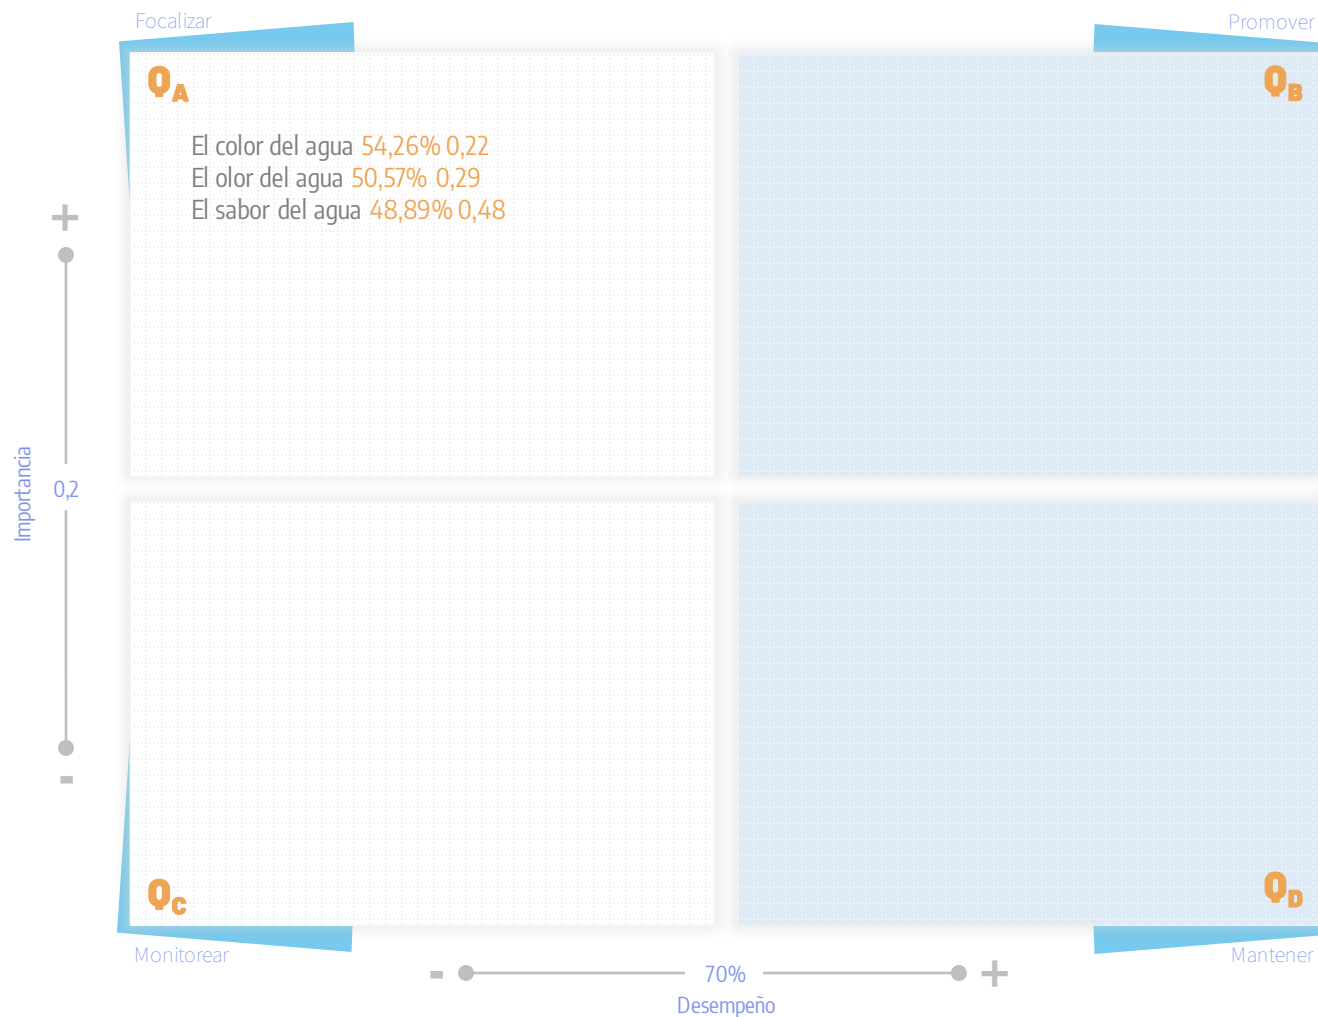 Focalizar
Promover
QA
QB
El color del agua 54,26% 0,22
El olor del agua 50,57% 0,29
El sabor del agua 48,89% 0,48
+
Importancia
0,2
-
QC
QD
Monitorear
Mantener
- 70% +
Desempeño